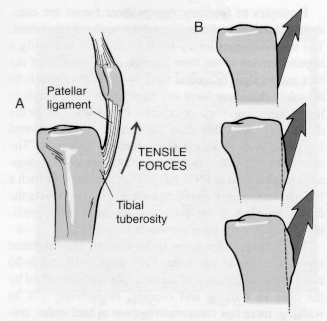 A
B
Patellar
ligament
TENSILE
FORCES
Tibial
tuberosity